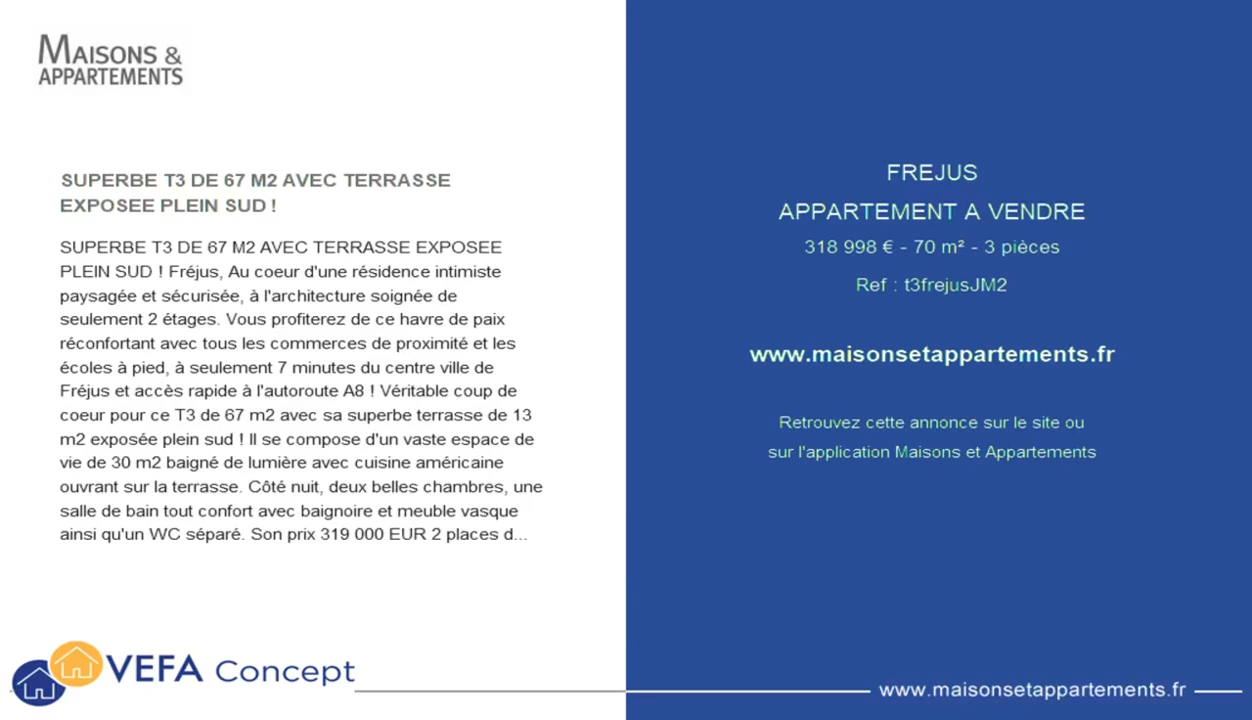 MAISONS &
APPARTEMENTS
SUPERBE T3 DE 67 M2 AVEC TERRASSE
EXPOSEE PLEIN SUD !
SUPERBE T3 DE 67 M2 AVEC TERRASSE EXPOSEE
PLEIN SUD ! Fréjus, Au coeur d'une résidence intimiste
paysagée et sécurisée, à l'architecture soignée de
seulement 2 étages. Vous profiterez de ce havre de paix
réconfortant avec tous les commerces de proximité et les
écoles à pied, à seulement 7 minutes du centre ville de
Fréjus et accès rapide à l'autoroute A8 ! Véritable coup de
coeur pour ce T3 de 67 m2 avec sa superbe terrasse de 13
m2 exposée plein sud ! Il se compose d'un vaste espace de
vie de 30 m2 baigné de lumière avec cuisine américaine
ouvrant sur la terrasse. Côté nuit, deux belles chambres, une
salle de bain tout confort avec baignoire et meuble vasque
ainsi qu'un WC séparé. Son prix 319 000 EUR 2 places d...
VEFA Concept
FREJUS
APPARTEMENT A VENDRE
318 998 € - 70 m² - 3 pièces
Ref : t3frejusJM2
www.maisonsetappartements.fr
Retrouvez cette annonce sur le site ou
sur l'application Maisons et Appartements
www.maisonsetappartements.fr